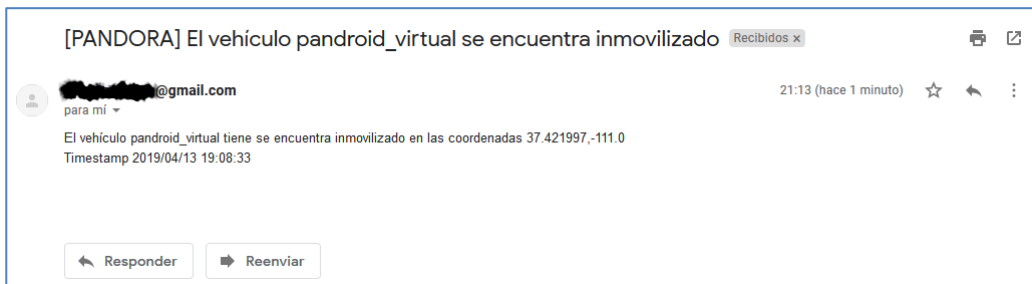 [PANDORA] El vehículo pandroid_virtual se encuentra inmovilizado Recibidos x
@gmail.com 21:13 (hace 1 minuto)
para mí
El vehículo pandroid_virtual tiene se encuentra inmovilizado en las coordenadas 37.421997,-111.0
Timestamp 2019/04/13 19:08:33
Responder Reenviar